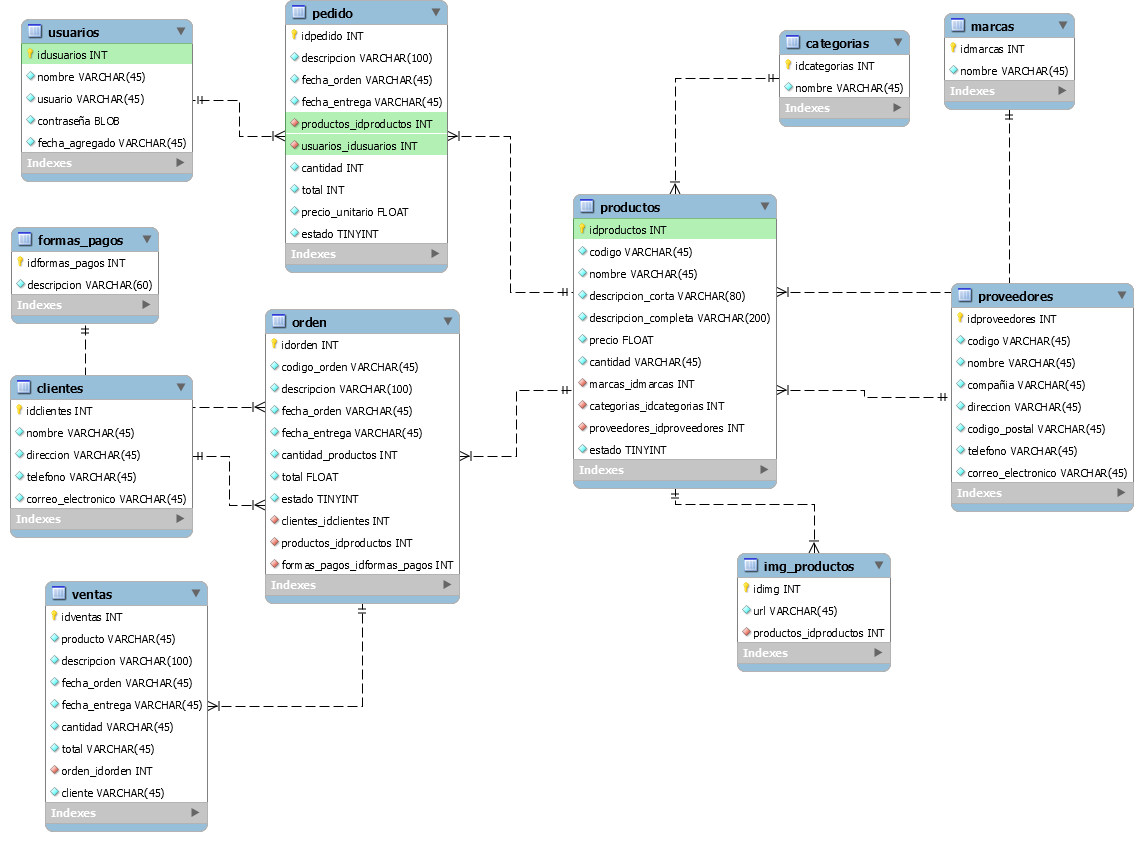 usuarios
idusuarios INT
nombre VARCHAR(45)
usuario VARCHAR(45)
contraseña BLOB
fecha_agregado VARCHAR(45)
Indexes
pedido
idpedido INT
descripcion VARCHAR(100)
fecha_orden VARCHAR(45)
fecha_entrega VARCHAR(45)
productos_idproductos INT
usuarios_idusuarios INT
cantidad INT
total INT
precio_unitario FLOAT
estado TINYINT
Indexes
categorias
idcategorias INT
nombre VARCHAR(45)
Indexes
marcas
idmarcas INT
nombre VARCHAR(45)
Indexes
formas_pagos
idformas_pagos INT
descripcion VARCHAR(60)
Indexes
productos
idproductos INT
codigo VARCHAR(45)
nombre VARCHAR(45)
descripcion_corta VARCHAR(80)
descripcion_completa VARCHAR(200)
precio FLOAT
cantidad VARCHAR(45)
marcas_idmarcas INT
categorias_idcategorias INT
proveedores_idproveedores INT
estado TINYINT
Indexes
proveedores
idproveedores INT
codigo VARCHAR(45)
nombre VARCHAR(45)
compañia VARCHAR(45)
direccion VARCHAR(45)
codigo_postal VARCHAR(45)
telefono VARCHAR(45)
correo_electronico VARCHAR(45)
Indexes
clientes
idclientes INT
nombre VARCHAR(45)
direccion VARCHAR(45)
telefono VARCHAR(45)
correo_electronico VARCHAR(45)
Indexes
orden
idorden INT
codigo_orden VARCHAR(45)
descripcion VARCHAR(100)
fecha_orden VARCHAR(45)
fecha_entrega VARCHAR(45)
cantidad_productos INT
total FLOAT
estado TINYINT
clientes_idclientes INT
productos_idproductos INT
formas_pagos_idformas_pagos INT
Indexes
img_productos
idimg INT
url VARCHAR(45)
productos_idproductos INT
Indexes
ventas
idventas INT
producto VARCHAR(45)
descripcion VARCHAR(100)
fecha_orden VARCHAR(45)
fecha_entrega VARCHAR(45)
cantidad VARCHAR(45)
total VARCHAR(45)
orden_idorden INT
cliente VARCHAR(45)
Indexes